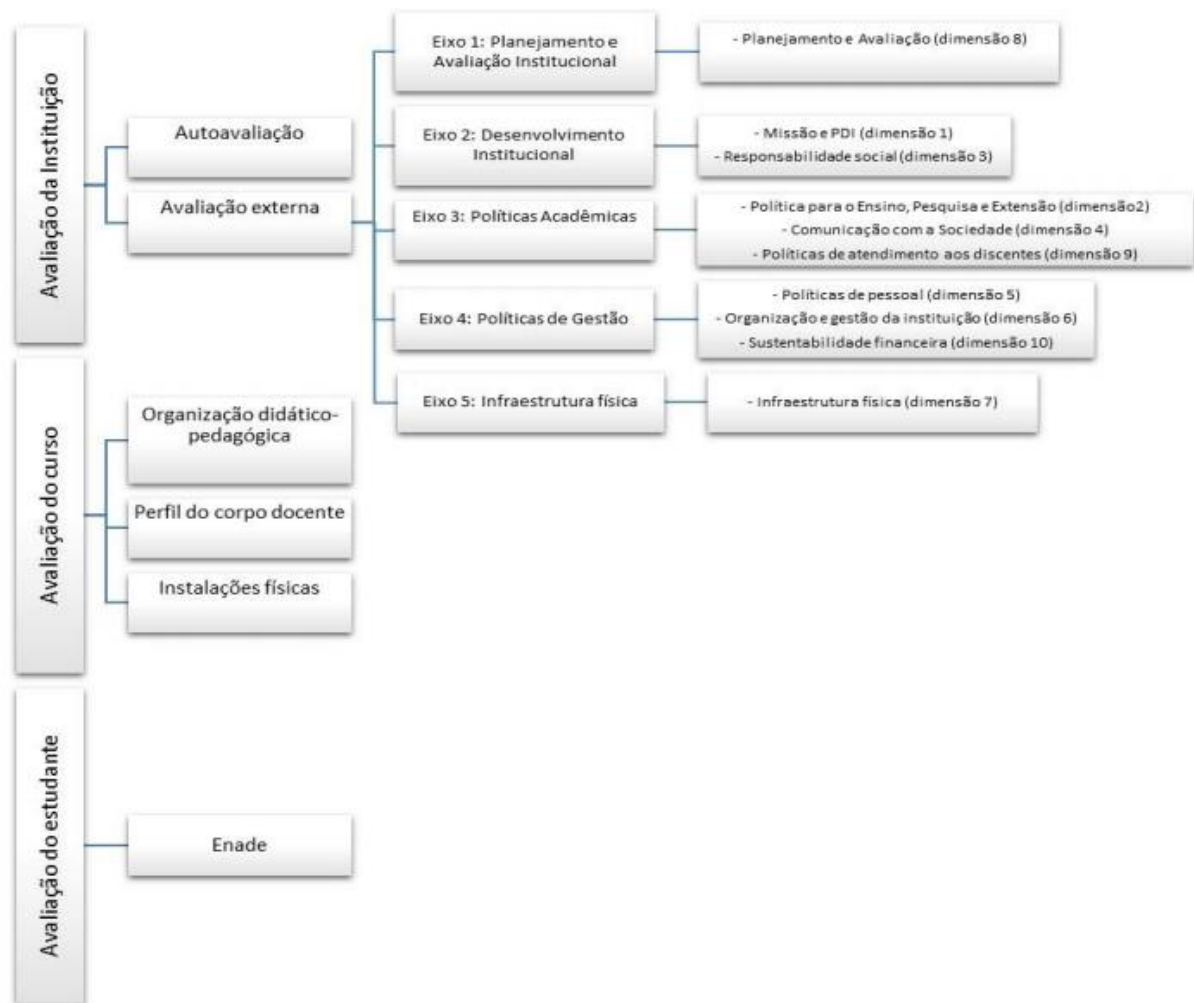 Avaliação da Instituição
Autoavaliação
Avaliação externa
Eixo 1: Planejamento e
Avaliação Institucional
- Planejamento e Avaliação (dimensão 8)
Eixo 2: Desenvolvimento
Institucional
- Missão e PDI (dimensão 1)
- Responsabilidade social (dimensão 3)
Eixo 3: Políticas Acadêmicas
- Política para o Ensino, Pesquisa e Extensão (dimensão2)
- Comunicação com a Sociedade (dimensão 4)
- Políticas de atendimento aos discentes (dimensão 9)
Eixo 4: Políticas de Gestão
- Políticas de pessoal (dimensão 5)
- Organização e gestão da instituição (dimensão 6)
- Sustentabilidade financeira (dimensão 10)
Eixo 5: Infraestrutura física
- Infraestrutura física (dimensão 7)
Avaliação do curso
Organização didático-
pedagógica
Perfil do corpo docente
Instalações físicas
Avaliação do estudante
Enade